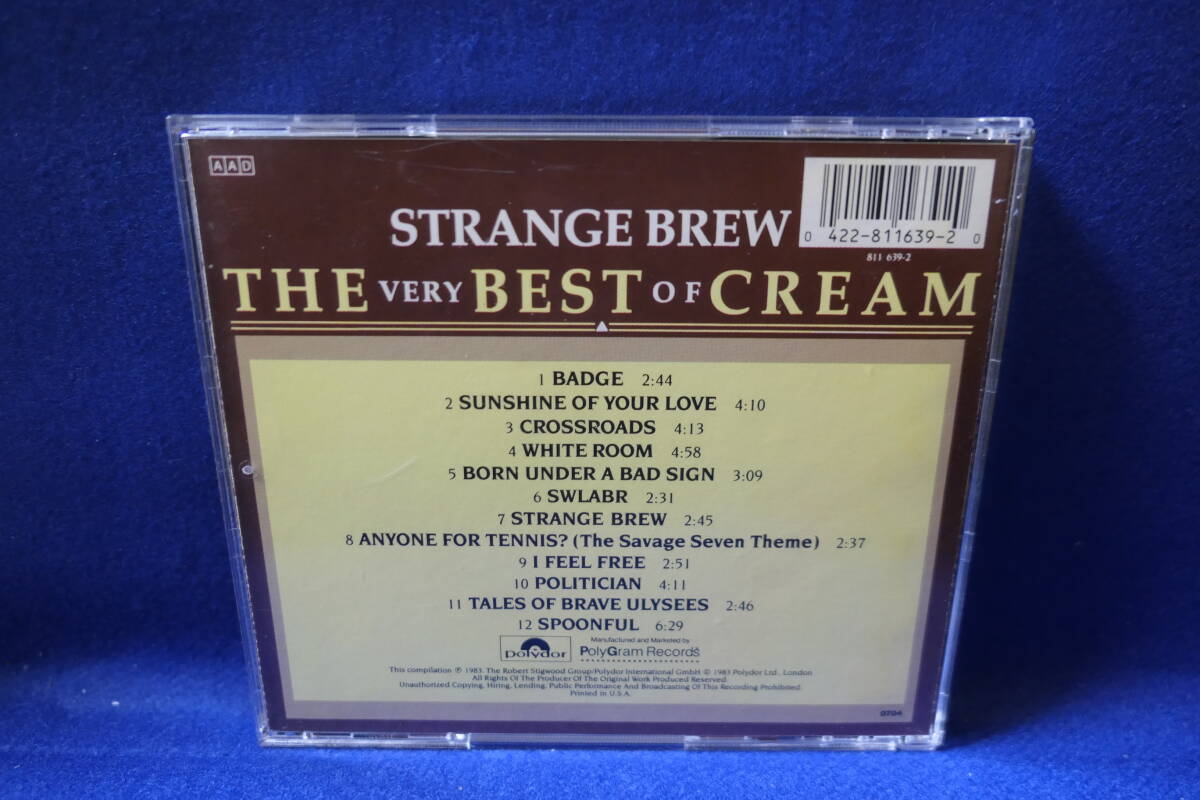 AAD
STRANGE BREW
0 422-811639-2 0
811 639-2
THE VERY BEST OF CREAM
1 BADGE 2:44
2 SUNSHINE OF YOUR LOVE 4:10
3 CROSSROADS 4:13
4 WHITE ROOM 4:58
5 BORN UNDER A BAD SIGN 3:09
6 SWLABR 2:31
7 STRANGE BREW 2:45
8 ANYONE FOR TENNIS? (The Savage Seven Theme) 2:37
9 I FEEL FREE 2:51
10 POLITICIAN 4:11
11 TALES OF BRAVE ULYSEES 2:46
12 SPOONFUL 6:29
polydor
Manufactured and Marketed by
PolyGram Records
This compilation ℗ 1983. The Robert Stigwood Group/Polydor International GmbH © 1983 Polydor Ltd., London
All Rights Of The Producer Of The Original Work Produced Reserved.
Unauthorized Copying, Hiring, Lending, Public Performance And Broadcasting Of This Recording Prohibited.
Printed in U.S.A.
0704